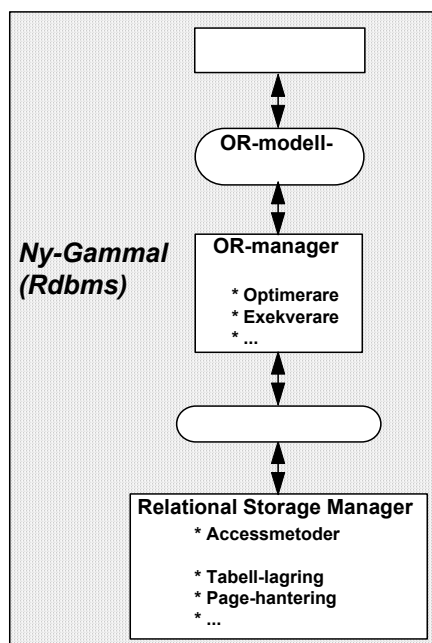 OR-modell-
OR-manager
Ny-Gammal
(Rdbms)
* Optimerare
* Exekverare
* ...
Relational Storage Manager
* Accessmetoder
* Tabell-lagring
* Page-hantering
* ...